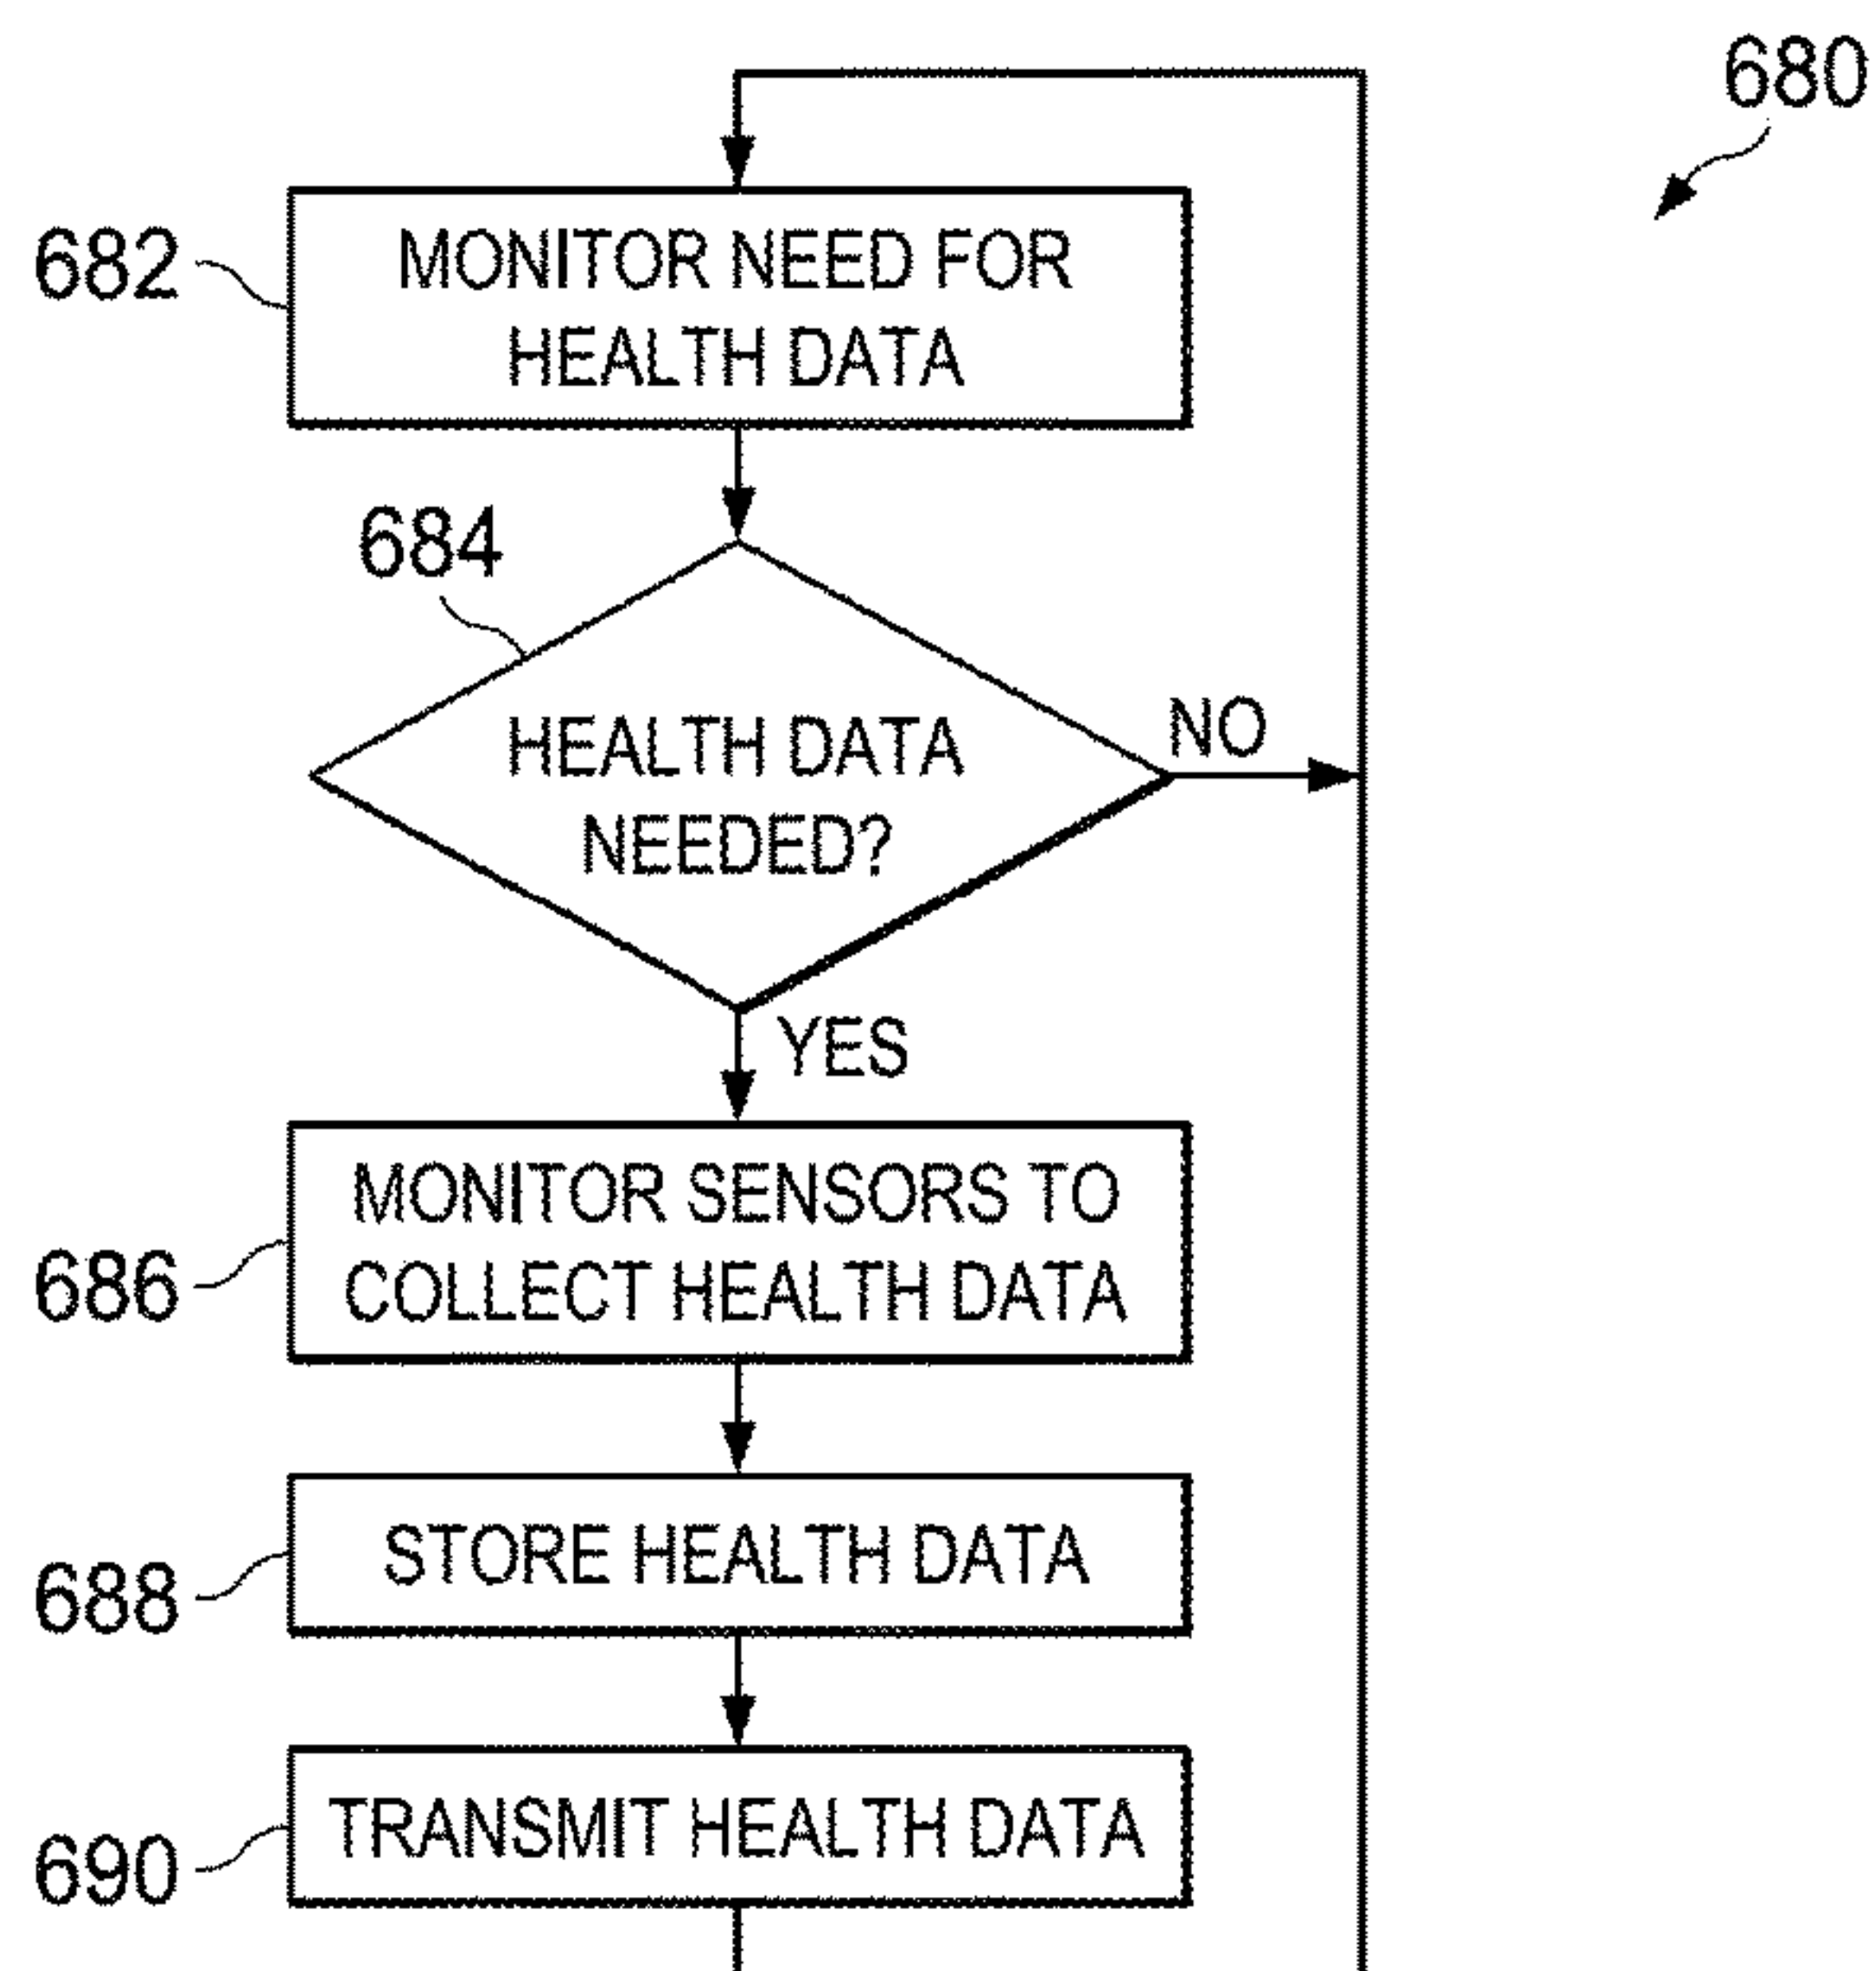 680
682
MONITOR NEED FOR
HEALTH DATA
684
HEALTH DATA
NEEDED?
NO
YES
686
MONITOR SENSORS TO
COLLECT HEALTH DATA
688
STORE HEALTH DATA
690
TRANSMIT HEALTH DATA